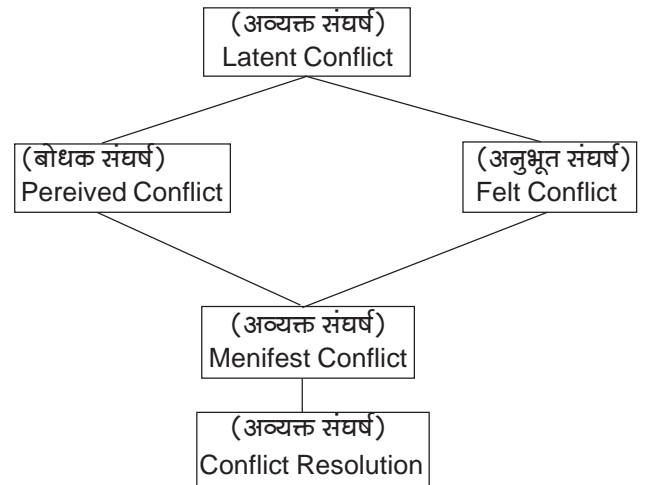 (अव्यक्त संघर्ष)
Latent Conflict
(बोधक संघर्ष)
Pereived Conflict
(अनुभूत संघर्ष)
Felt Conflict
(अव्यक्त संघर्ष)
Menifest Conflict
(अव्यक्त संघर्ष)
Conflict Resolution